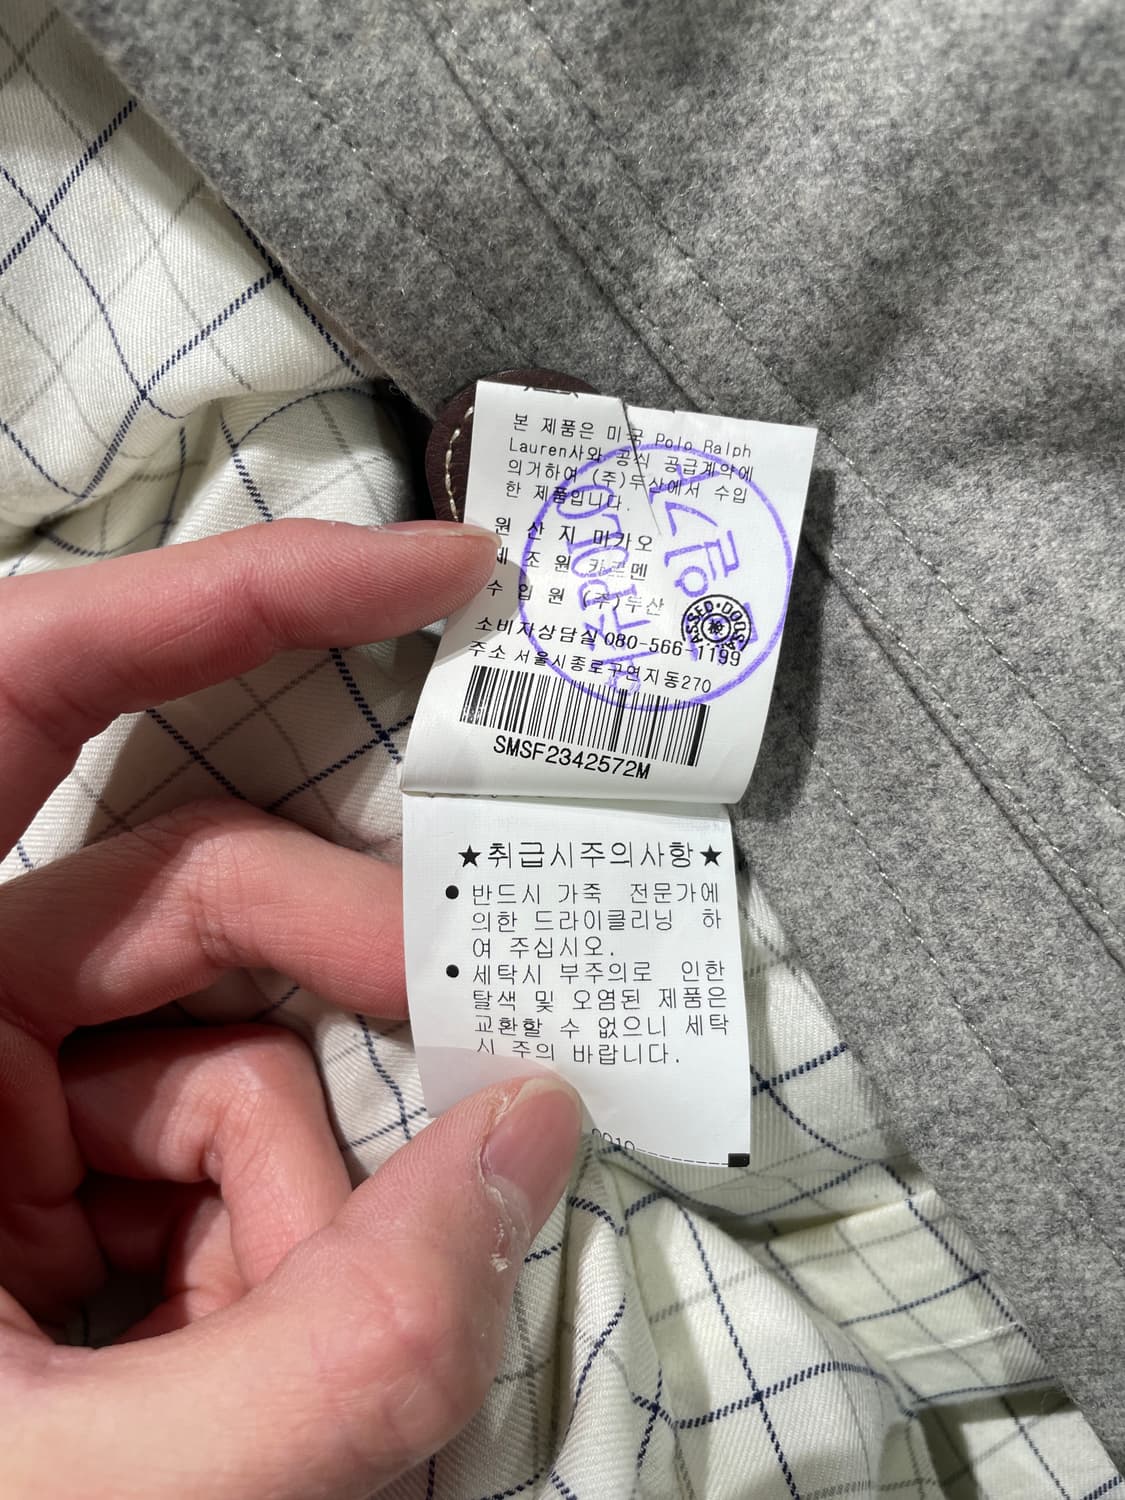 본 제품은 미국 Polo Ralph
Lauren사와 공식 공급계약에
의거하여 (주)두산에서 수입
한 제품입니다.
원 산 지 마카오
제 조 원 카르멘
수 입 원 (주)두산
소비자상담실 080-566-1199
주소 서울시종로구연지동270
POLO
SMSF2342572M
★취급시주의사항★
● 반드시 가죽 전문가에
의한 드라이클리닝 하
여 주십시오.
● 세탁시 부주의로 인한
탈색 및 오염된 제품은
교환할 수 없으니 세탁
시 주의 바랍니다.